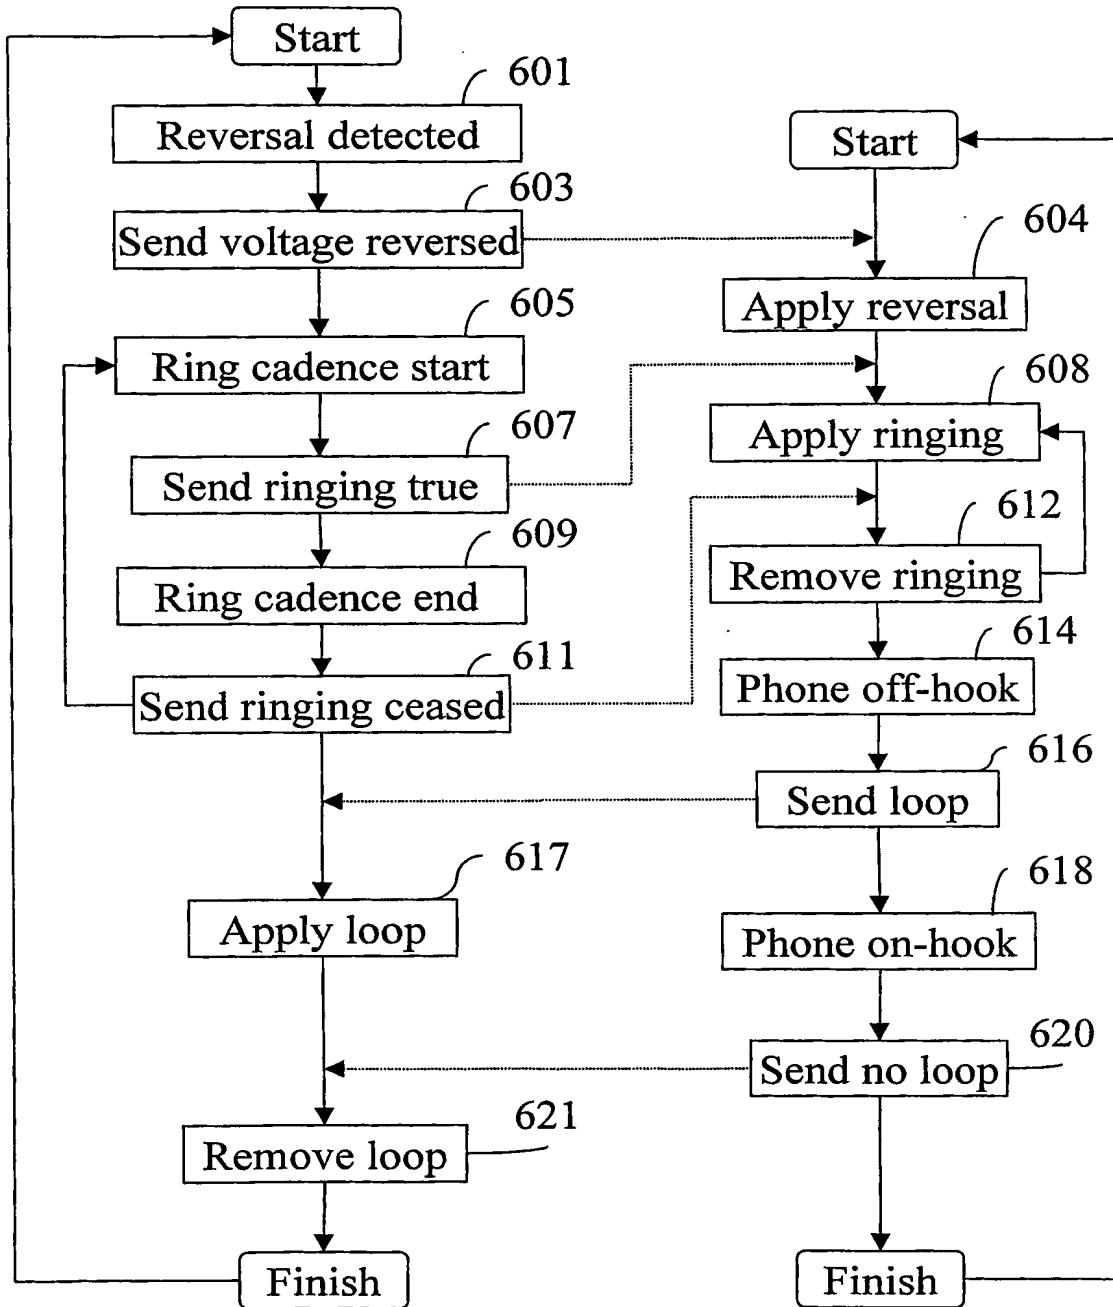 Start
601
Reversal detected
603
Send voltage reversed
605
Ring cadence start
607
Send ringing true
609
Ring cadence end
611
Send ringing ceased
617
Apply loop
621
Remove loop
Finish
Start
604
Apply reversal
608
Apply ringing
612
Remove ringing
614
Phone off-hook
616
Send loop
618
Phone on-hook
620
Send no loop
Finish